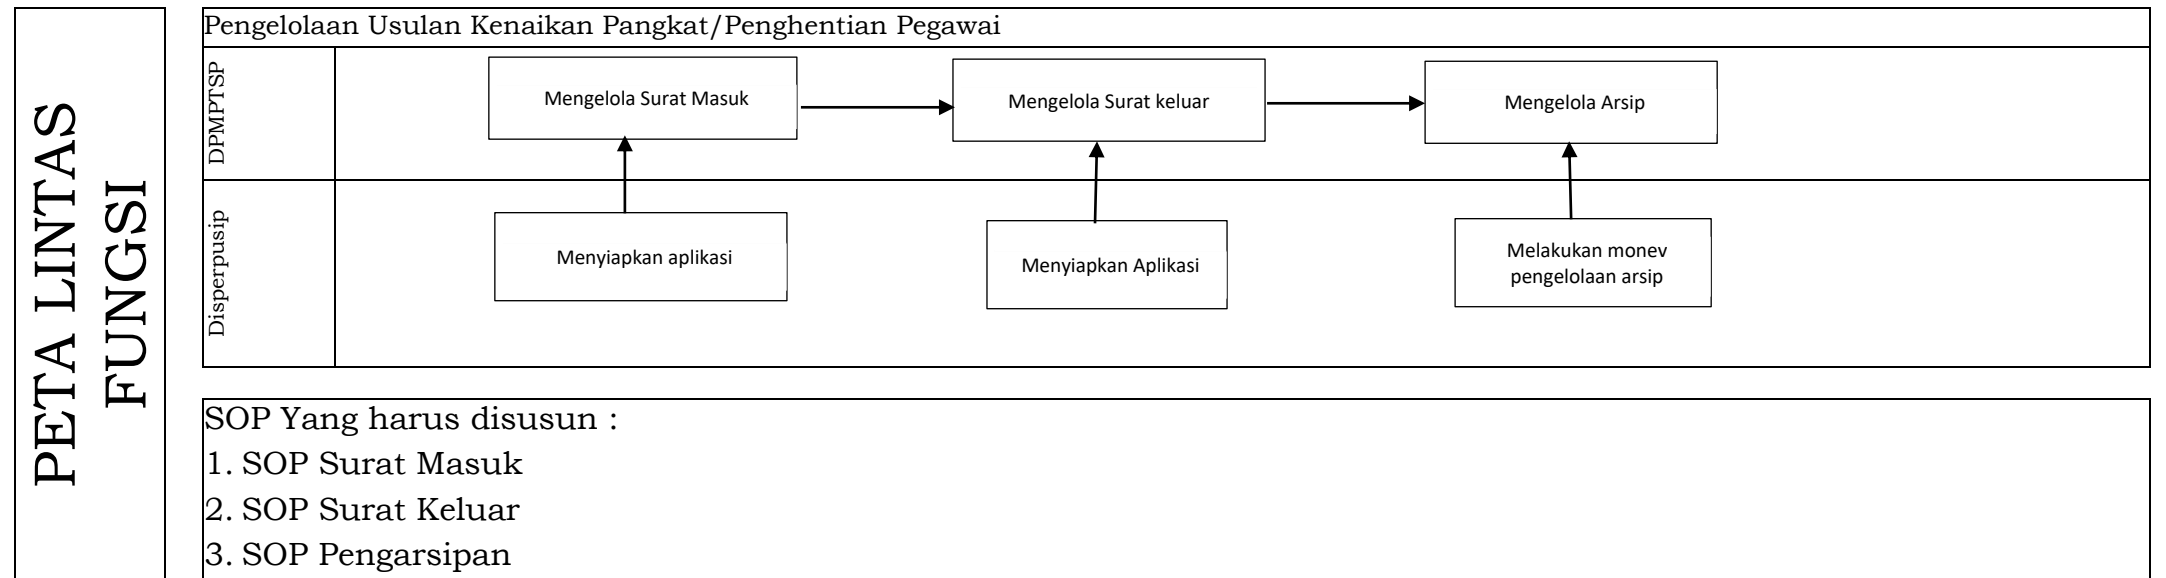 PETA LINTAS
FUNGSI
Pengelolaan Usulan Kenaikan Pangkat/Penghentian Pegawai
DPMPTSP
Mengelola Surat Masuk
Mengelola Surat keluar
Mengelola Arsip
Disperpusip
Menyiapkan aplikasi
Menyiapkan Aplikasi
Melakukan monev
pengelolaan arsip
SOP Yang harus disusun :
1. SOP Surat Masuk
2. SOP Surat Keluar
3. SOP Pengarsipan